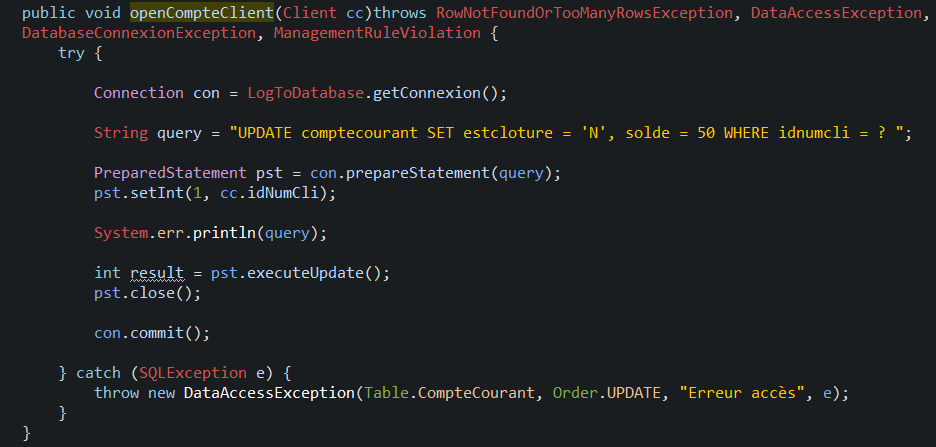 public void openCompteClient(Client cc)throws RowNotFoundOrTooManyRowsException, DataAccessException,
DatabaseConnexionException, ManagementRuleViolation {
try {
Connection con = LogToDatabase.getConnexion();
String query = "UPDATE comptecourant SET estcloture = 'N', solde = 50 WHERE idnumcli = ? ";
PreparedStatement pst = con.prepareStatement(query);
pst.setInt(1, cc.idNumCli);
System.err.println(query);
int result = pst.executeUpdate();
pst.close();
con.commit();
} catch (SQLException e) {
throw new DataAccessException(Table.CompteCourant, Order.UPDATE, "Erreur accès", e);
}
}